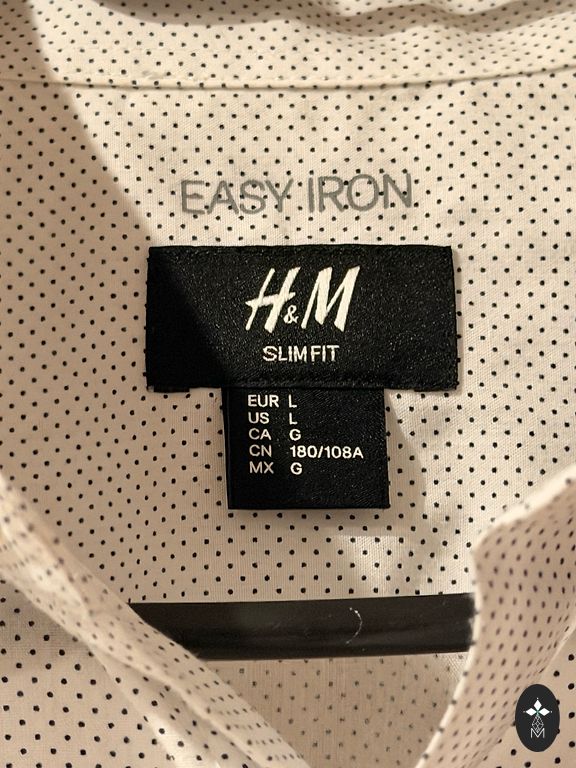 EASY IRON
H&M
SLIM FIT
EUR L
US L
CA G
CN 180/108A
MX G
M